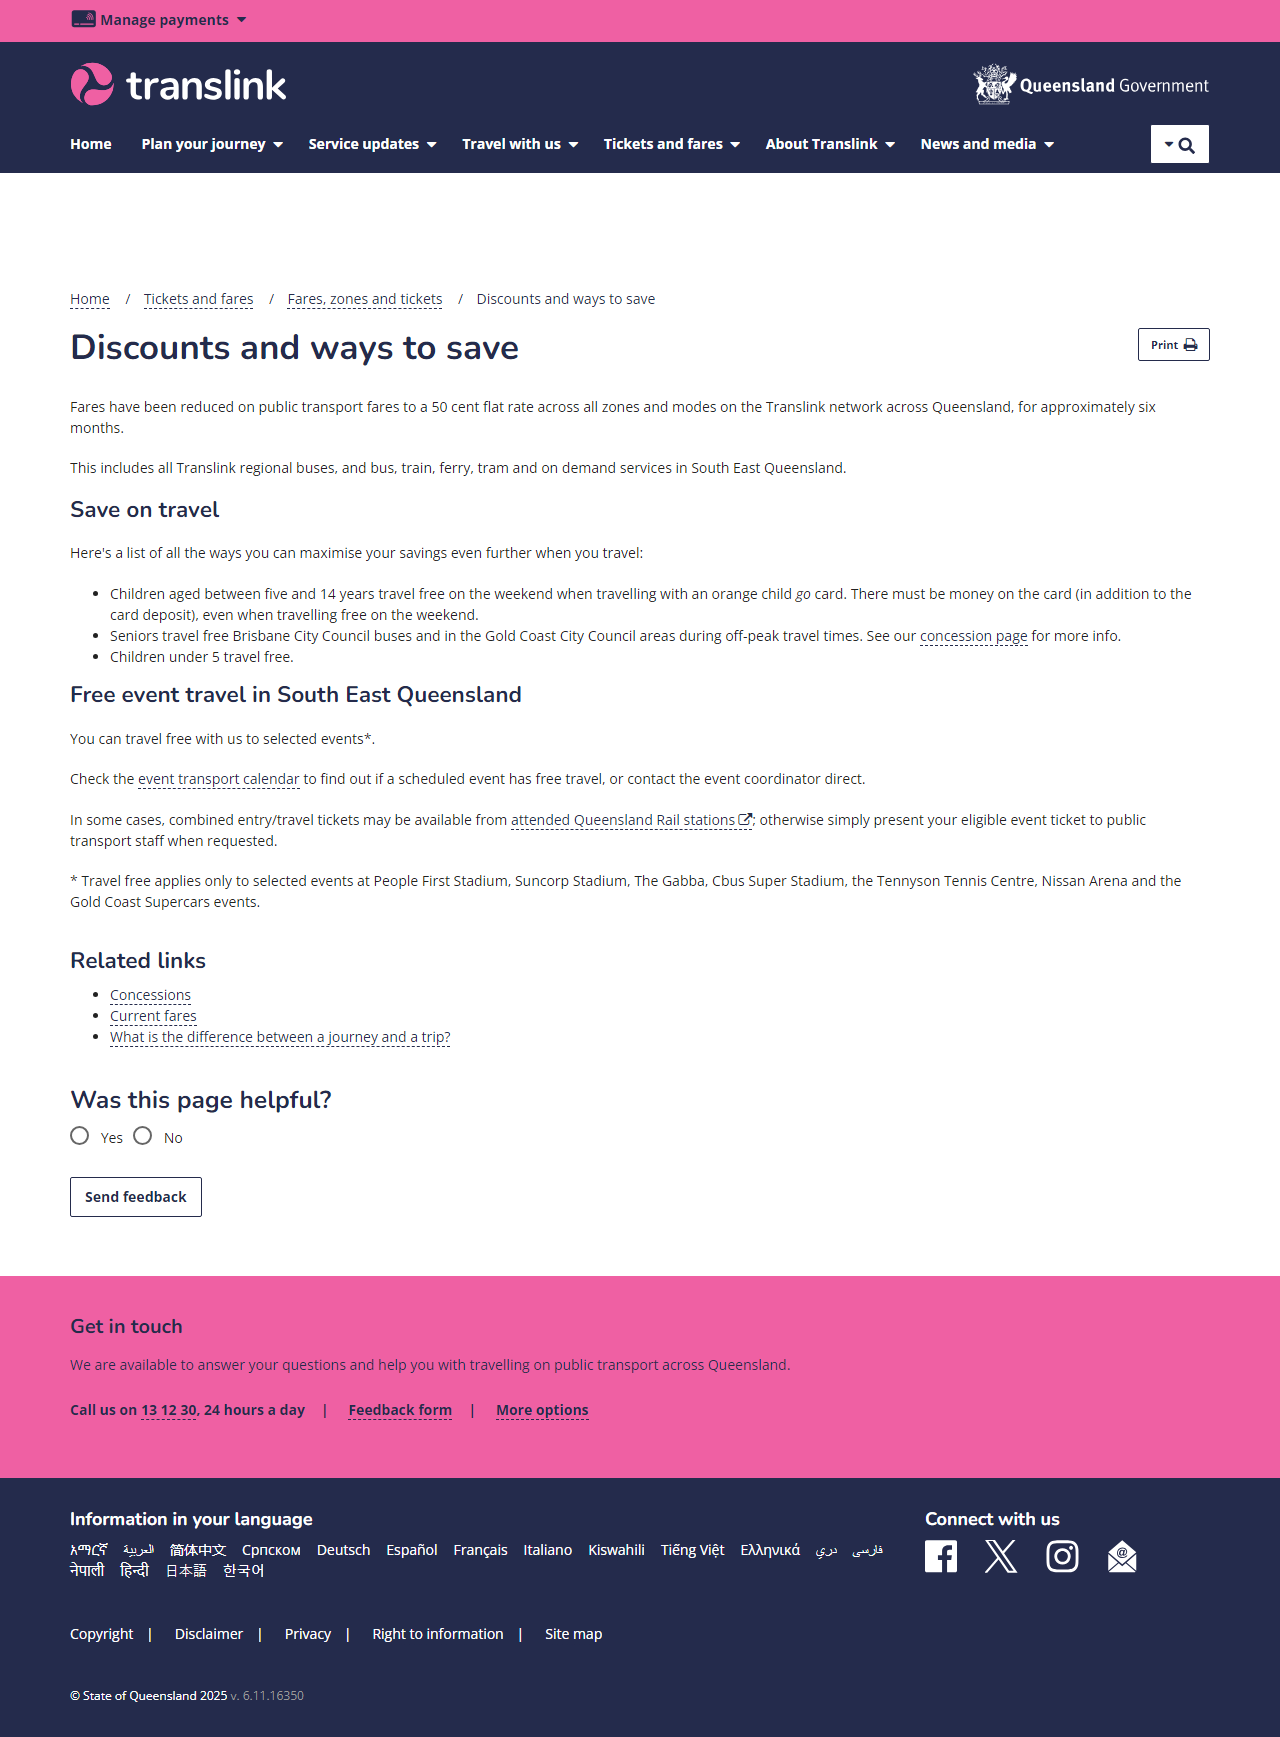 Manage payments
translink
Queensland Government
Home Plan your journey Service updates Travel with us Tickets and fares About Translink News and media
Home / Tickets and fares / Fares, zones and tickets / Discounts and ways to save
Discounts and ways to save
Print
Fares have been reduced on public transport fares to a 50 cent flat rate across all zones and modes on the Translink network across Queensland, for approximately six
months.
This includes all Translink regional buses, and bus, train, ferry, tram and on demand services in South East Queensland.
Save on travel
Here's a list of all the ways you can maximise your savings even further when you travel:
• Children aged between five and 14 years travel free on the weekend when travelling with an orange child go card. There must be money on the card (in addition to the
card deposit), even when travelling free on the weekend.
• Seniors travel free Brisbane City Council buses and in the Gold Coast City Council areas during off-peak travel times. See our concession page for more info.
• Children under 5 travel free.
Free event travel in South East Queensland
You can travel free with us to selected events*.
Check the event transport calendar to find out if a scheduled event has free travel, or contact the event coordinator direct.
In some cases, combined entry/travel tickets may be available from attended Queensland Rail stations; otherwise simply present your eligible event ticket to public
transport staff when requested.
* Travel free applies only to selected events at People First Stadium, Suncorp Stadium, The Gabba, Cbus Super Stadium, the Tennyson Tennis Centre, Nissan Arena and the
Gold Coast Supercars events.
Related links
• Concessions
• Current fares
• What is the difference between a journey and a trip?
Was this page helpful?
Yes No
Send feedback
Get in touch
We are available to answer your questions and help you with travelling on public transport across Queensland.
Call us on 13 12 30, 24 hours a day | Feedback form | More options
Information in your language
አማርኛ العربية 简体中文 Српском Deutsch Español Français Italiano Kiswahili Tiếng Việt Ελληνικά دري فارسی
नेपाली हिन्दी 日本語 한국어
Connect with us
Copyright | Disclaimer | Privacy | Right to information | Site map
© State of Queensland 2025 v. 6.11.16350